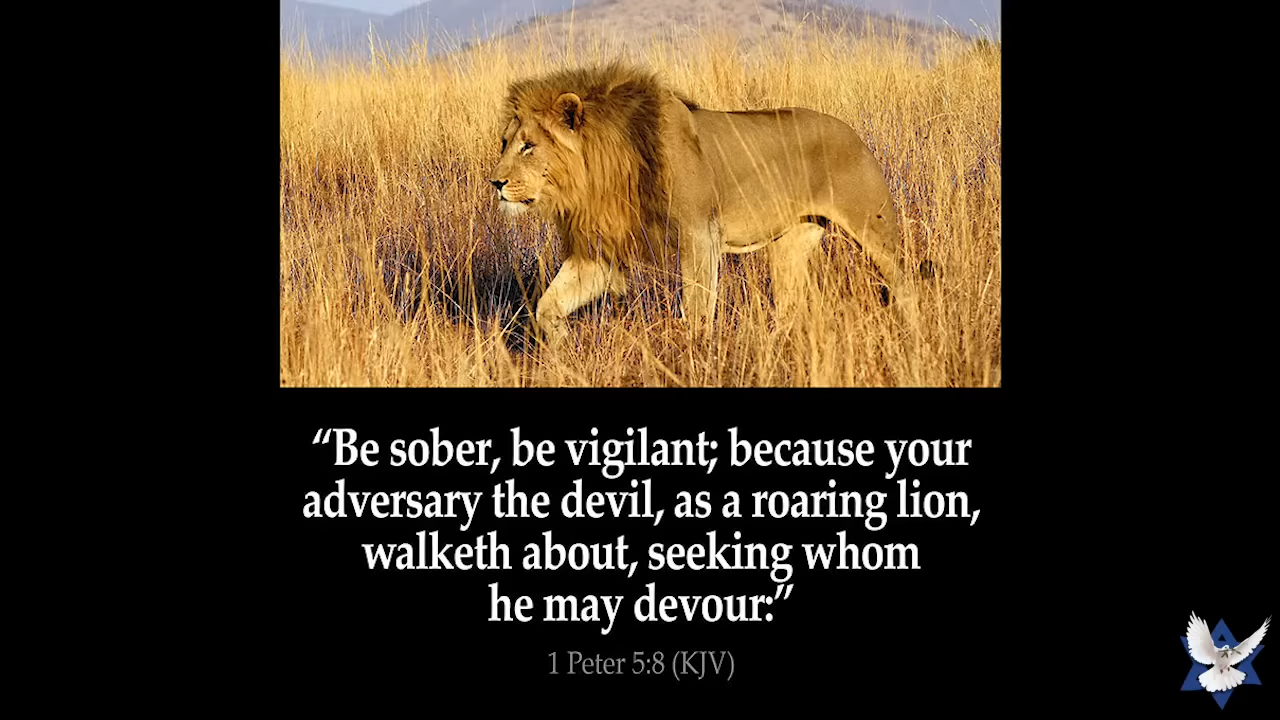 “Be sober, be vigilant; because your
adversary the devil, as a roaring lion,
walketh about, seeking whom
he may devour:”
1 Peter 5:8 (KJV)